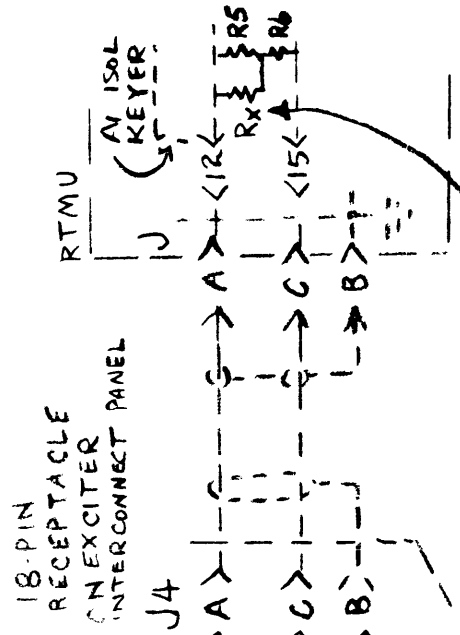 RTMU
A1 ISOL
KEYER
R5
R6
Rx
J
12
15
A
C
B
18-PIN
RECEPTACLE
ON EXCITER
INTERCONNECT PANEL
J4
A
C
B